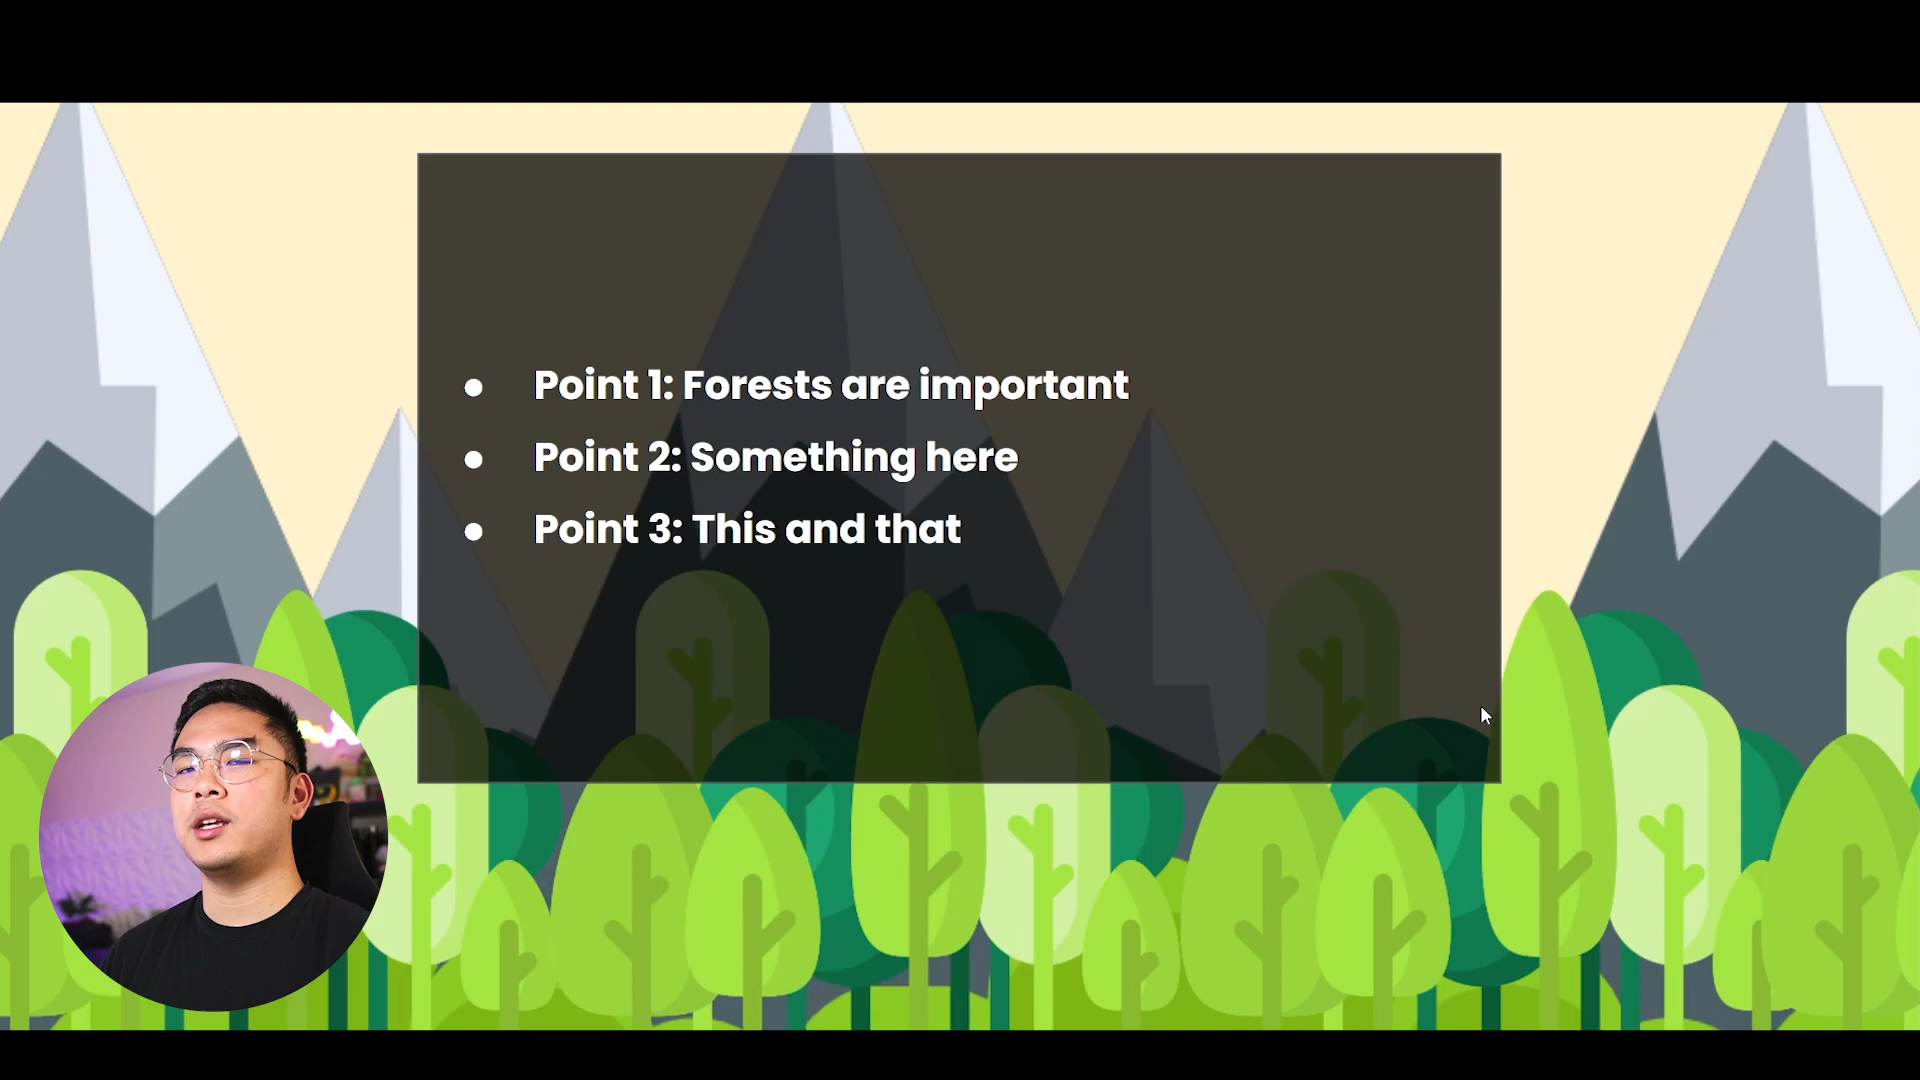 ● Point 1: Forests are important
● Point 2: Something here
● Point 3: This and that